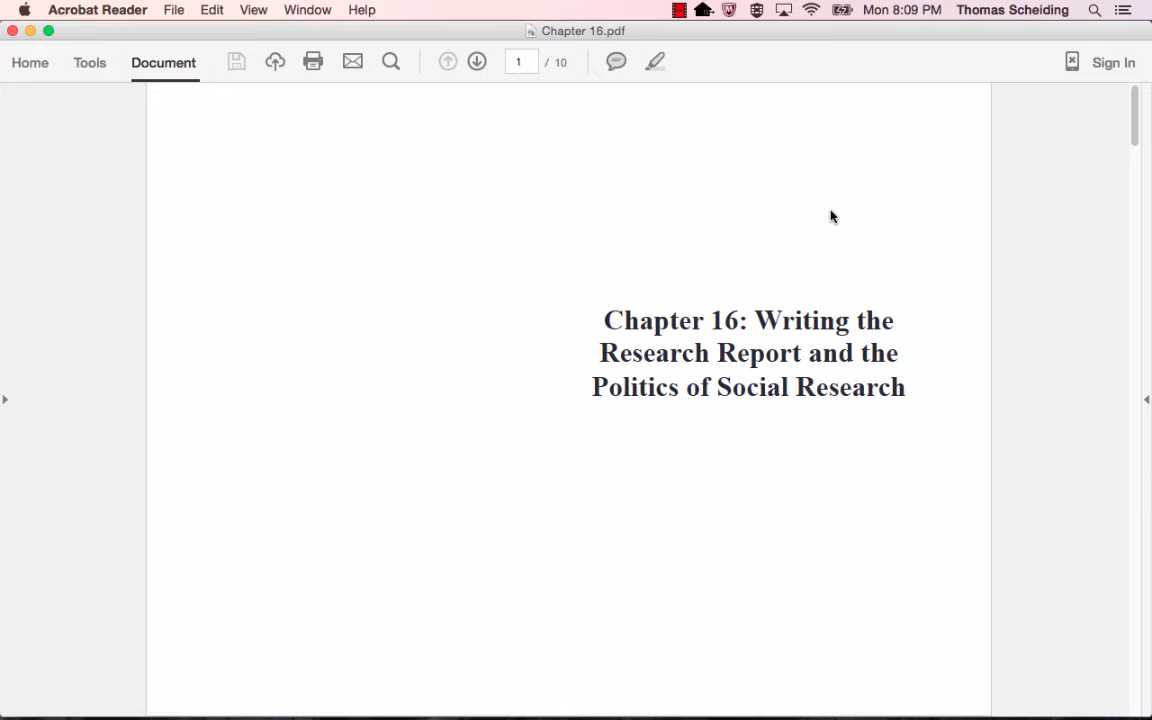 Acrobat Reader File Edit View Window Help Mon 8:09 PM Thomas Scheiding
Chapter 16.pdf
Home Tools Document 1 / 10 Sign In
Chapter 16: Writing the
Research Report and the
Politics of Social Research